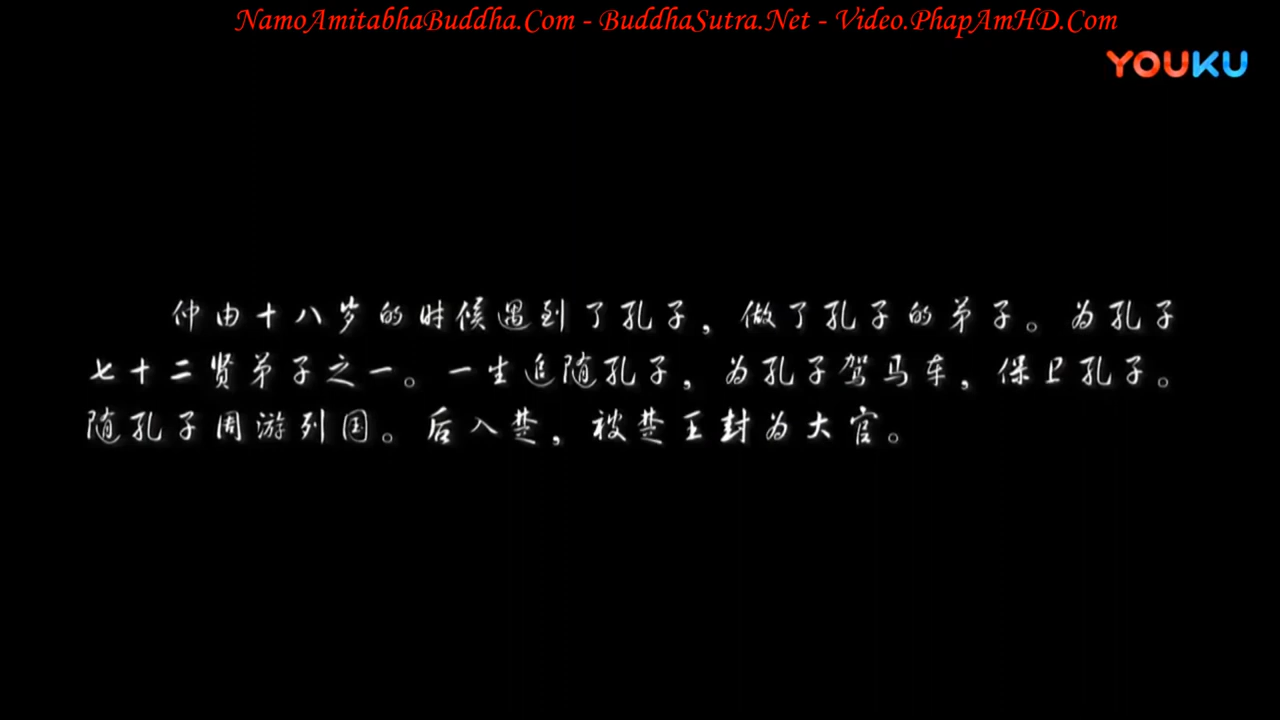 NamoAmitabhaBuddha.Com - BuddhaSutra.Net - Video.PhapAmHD.Com
YOUKU
仲由十八岁的时候遇到了孔子，做了孔子的弟子。为孔子
七十二贤弟子之一。一生追随孔子，为孔子驾马车，保卫孔子。
随孔子周游列国。后入楚，被楚王封为大官。